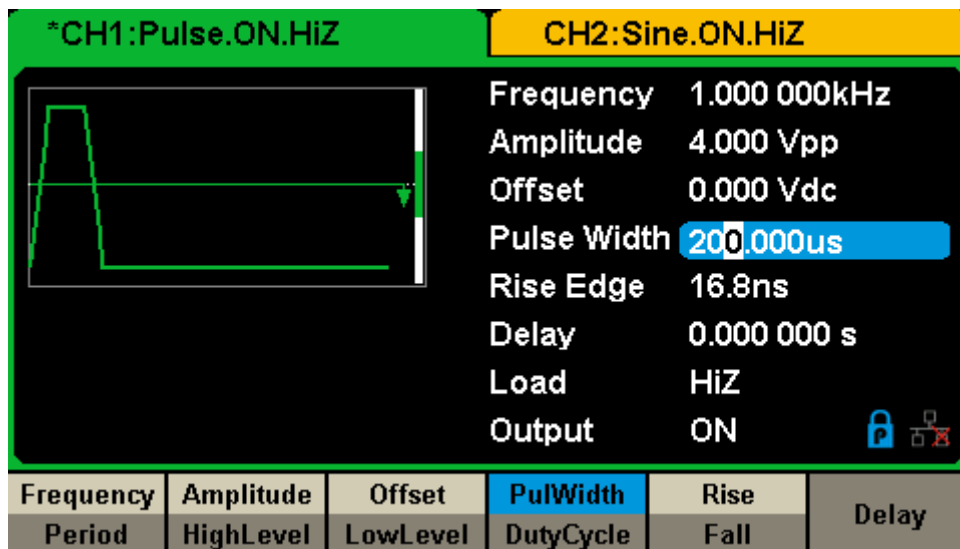 *CH1:Pulse.ON.HiZ CH2:Sine.ON.HiZ
Frequency 1.000 000kHz
Amplitude 4.000 Vpp
Offset 0.000 Vdc
Pulse Width 200.000us
Rise Edge 16.8ns
Delay 0.000 000 s
Load HiZ
Output ON P
Frequency Amplitude Offset PulWidth Rise Delay
Period HighLevel LowLevel DutyCycle Fall